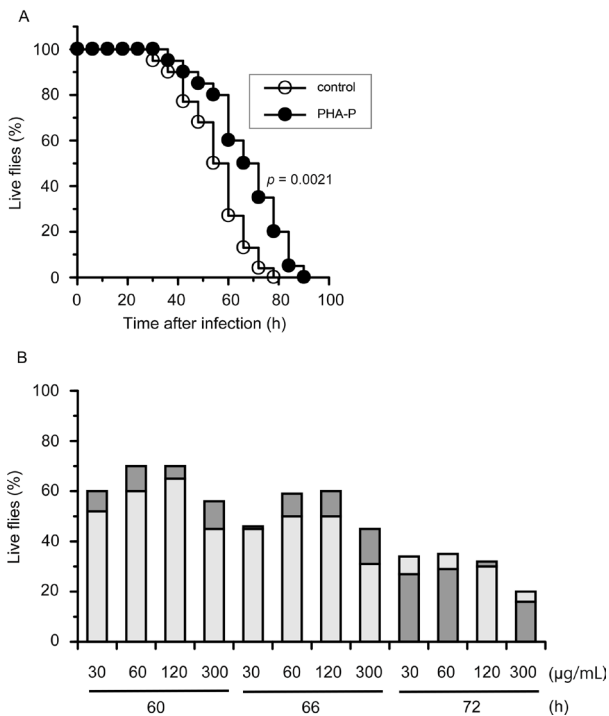 A
100
80
60
40
20
0
Live flies (%)
control
PHA-P
p = 0.0021
0 20 40 60 80 100
Time after infection (h)
B
100
80
60
40
20
0
Live flies (%)
30 60 120 300 30 60 120 300 30 60 120 300 (μg/mL)
60 66 72 (h)